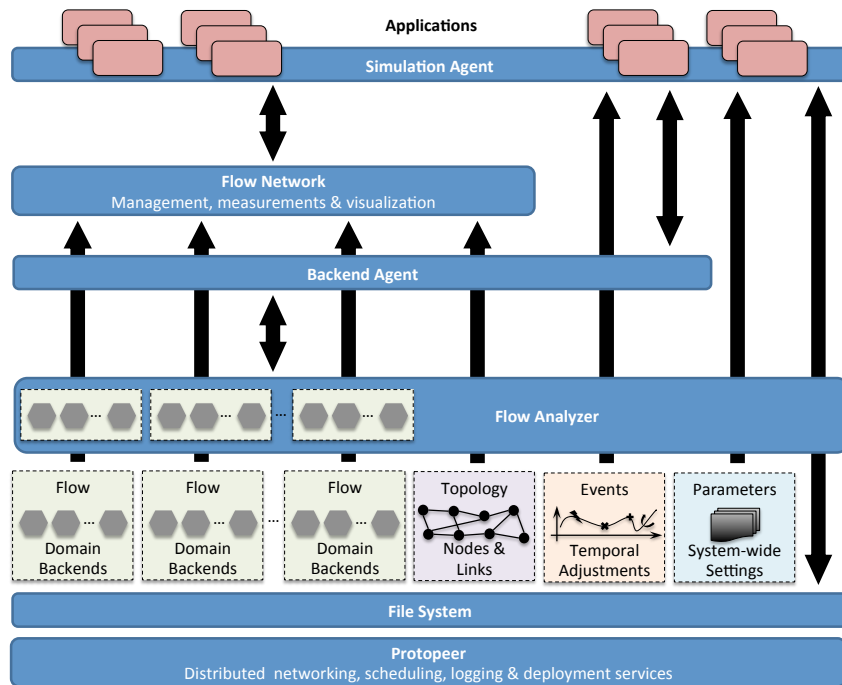 Applications
Simulation Agent
Flow Network
Management, measurements & visualization
Backend Agent
... ... ... ...
Flow Analyzer
Flow
...
Domain
Backends
Flow
...
Domain
Backends
...
Flow
...
Domain
Backends
Topology
Nodes &
Links
Events
Temporal
Adjustments
Parameters
System-wide
Settings
File System
Protopeer
Distributed networking, scheduling, logging & deployment services